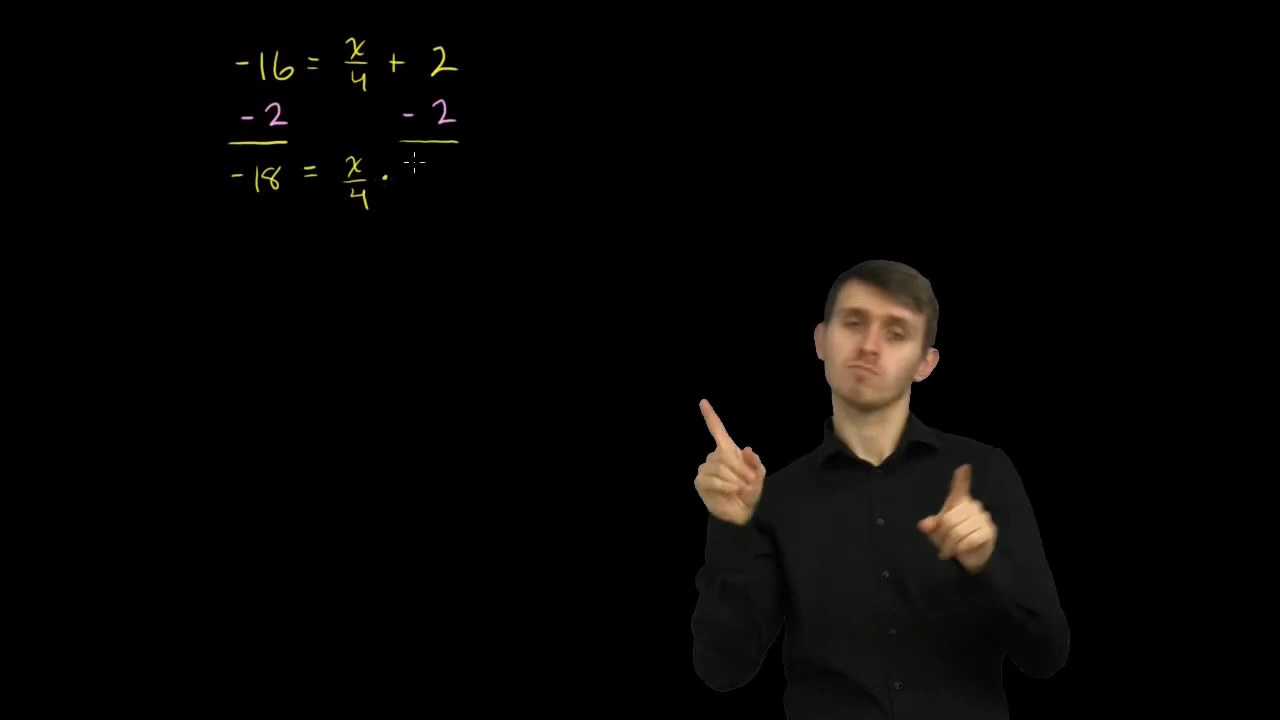 -16 = x/4 + 2
-2 - 2
-18 = x/4 ·